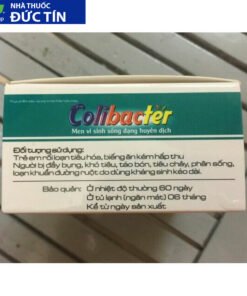 NHÀ THUỐC
ĐỨC TÍN
Colibacter
Men vi sinh sống dạng huyền dịch
Đối tượng sử dụng:
Trẻ em rối loạn tiêu hóa, biếng ăn kém hấp thu
Người bị đầy bụng, khó tiêu, táo bón, tiêu chảy, phân sống,
loạn khuẩn đường ruột do dùng kháng sinh kéo dài.
Bảo quản: Ở nhiệt độ thường 60 ngày
Ở tủ lạnh (ngăn mát) 06 tháng
Kể từ ngày sản xuất